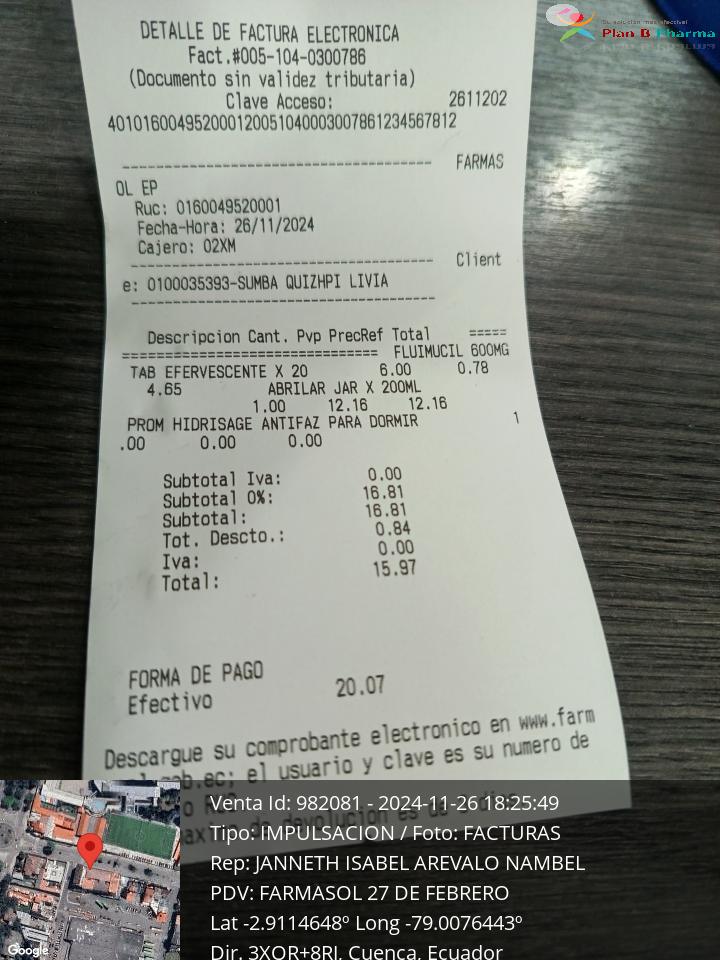 Su solución más efectiva!
Plan B Pharma
DETALLE DE FACTURA ELECTRONICA
Fact.#005-104-0300786
(Documento sin validez tributaria)
Clave Acceso: 2611202
401016004952000120051040003007861234567812
-------------------------------- FARMAS
OL EP
Ruc: 0160049520001
Fecha-Hora: 26/11/2024
Cajero: 02XM
-------------------------------- Client
e: 0100035393-SUMBA QUIZHPI LIVIA
--------------------------------
Descripcion Cant. Pvp PrecRef Total =====
================================ FLUIMUCIL 600MG
TAB EFERVESCENTE X 20 6.00 0.78
4.65 ABRILAR JAR X 200ML
1.00 12.16 12.16
PROM HIDRISAGE ANTIFAZ PARA DORMIR 1
.00 0.00 0.00
Subtotal Iva: 0.00
Subtotal 0%: 16.81
Subtotal: 16.81
Tot. Descto.: 0.84
Iva: 0.00
Total: 15.97
FORMA DE PAGO
Efectivo 20.07
Descargue su comprobante electronico en www.farm
.ob.ec; el usuario y clave es su numero de
Venta Id: 982081 - 2024-11-26 18:25:49
Tipo: IMPULSACION / Foto: FACTURAS
Rep: JANNETH ISABEL AREVALO NAMBEL
PDV: FARMASOL 27 DE FEBRERO
Lat -2.9114648º Long -79.0076443º
Dir. 3XQR+8RJ, Cuenca, Ecuador
Google